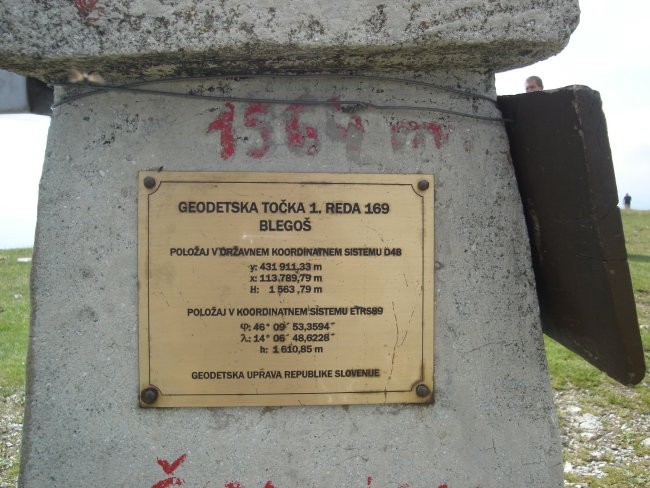 1564 m
GEODETSKA TOČKA 1. REDA 169
BLEGOŠ
POLOŽAJ V DRŽAVNEM KOORDINATNEM SISTEMU D48
y: 431 911,33 m
x: 113 789,79 m
H: 1 563 ,79 m
POLOŽAJ V KOORDINATNEM SISTEMU ETRS89
φ: 46° 09´ 53,3594˝
λ: 14° 06´ 48,6228˝
h: 1 610,85 m
GEODETSKA UPRAVA REPUBLIKE SLOVENIJE